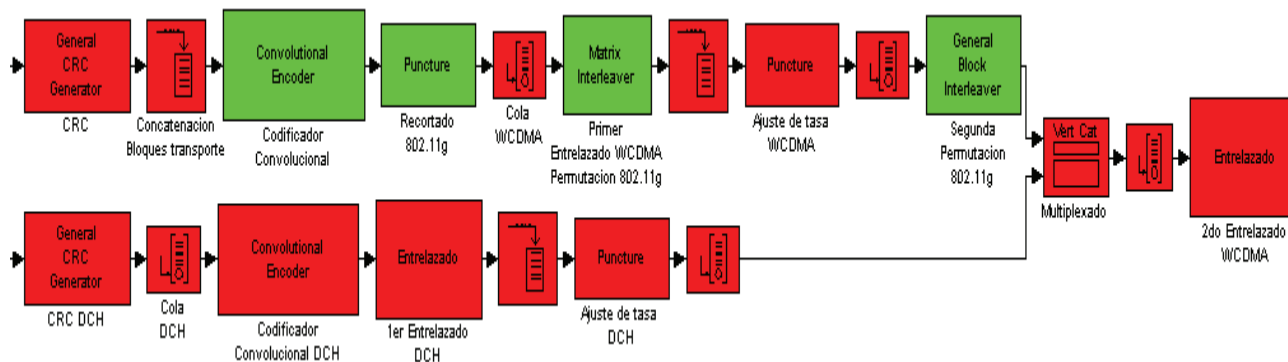 General
CRC
Generator
CRC
Concatenacion
Bloques transporte
Convolutional
Encoder
Codificador
Convolucional
Puncture
Recortado
802.11g
Cola
WCDMA
Matrix
Interleaver
Primer
Entrelazado WCDMA
Permutacion 802.11g
Puncture
Ajuste de tasa
WCDMA
General
Block
Interleaver
Segunda
Permutacion
802.11g
Vert Cat
Multiplexado
Entrelazado
2do Entrelazado
WCDMA
General
CRC
Generator
CRC DCH
Cola
DCH
Convolutional
Encoder
Codificador
Convolucional DCH
Entrelazado
1er Entrelazado
DCH
Puncture
Ajuste de tasa
DCH